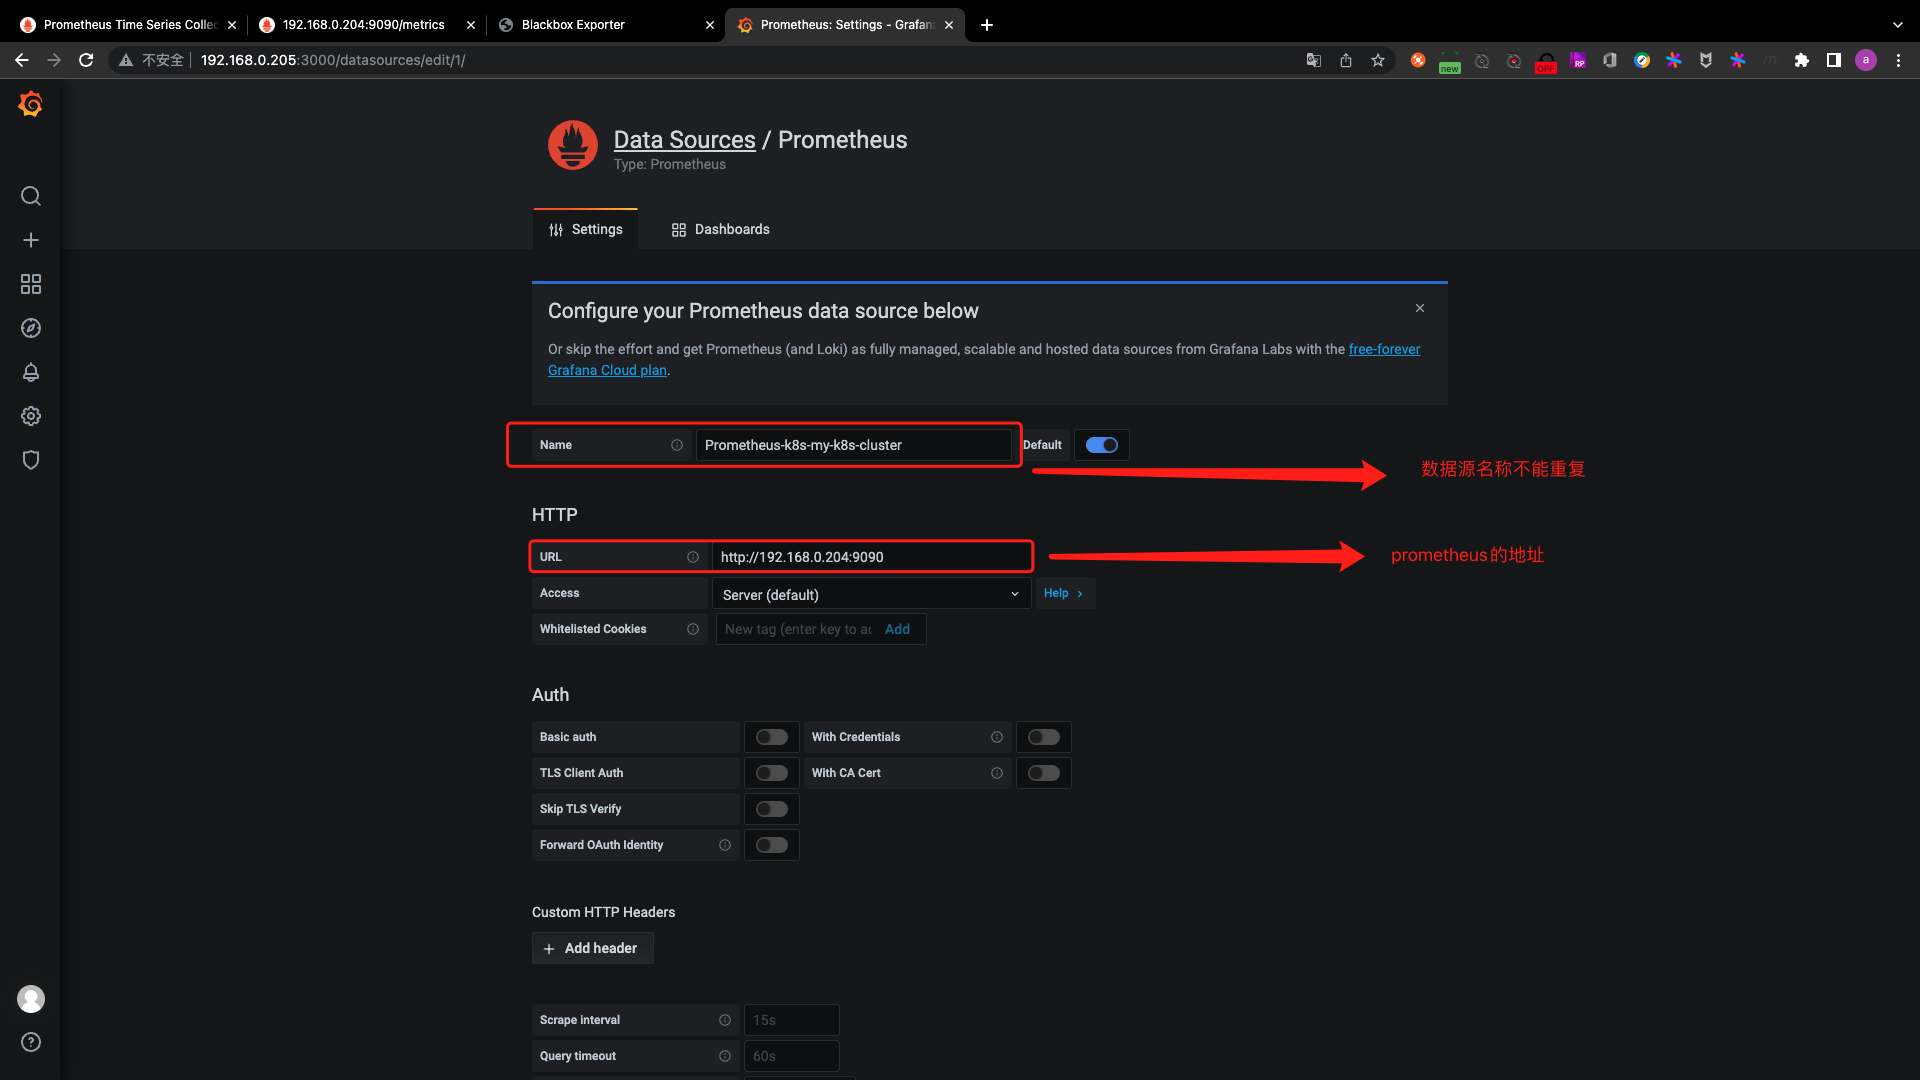 Prometheus Time Series Collec
192.168.0.204:9090/metrics
Blackbox Exporter
Prometheus: Settings - Grafana
不安全
192.168.0.205:3000/datasources/edit/1/
new
OFF
RP
a
Data Sources / Prometheus
Type: Prometheus
Settings
Dashboards
Configure your Prometheus data source below
Or skip the effort and get Prometheus (and Loki) as fully managed, scalable and hosted data sources from Grafana Labs with the free-forever
Grafana Cloud plan.
Name
Prometheus-k8s-my-k8s-cluster
Default
数据源名称不能重复
HTTP
URL
http://192.168.0.204:9090
prometheus的地址
Access
Server (default)
Help
Whitelisted Cookies
New tag (enter key to ac
Add
Auth
Basic auth
With Credentials
TLS Client Auth
With CA Cert
Skip TLS Verify
Forward OAuth Identity
Custom HTTP Headers
Add header
Scrape interval
15s
Query timeout
60s